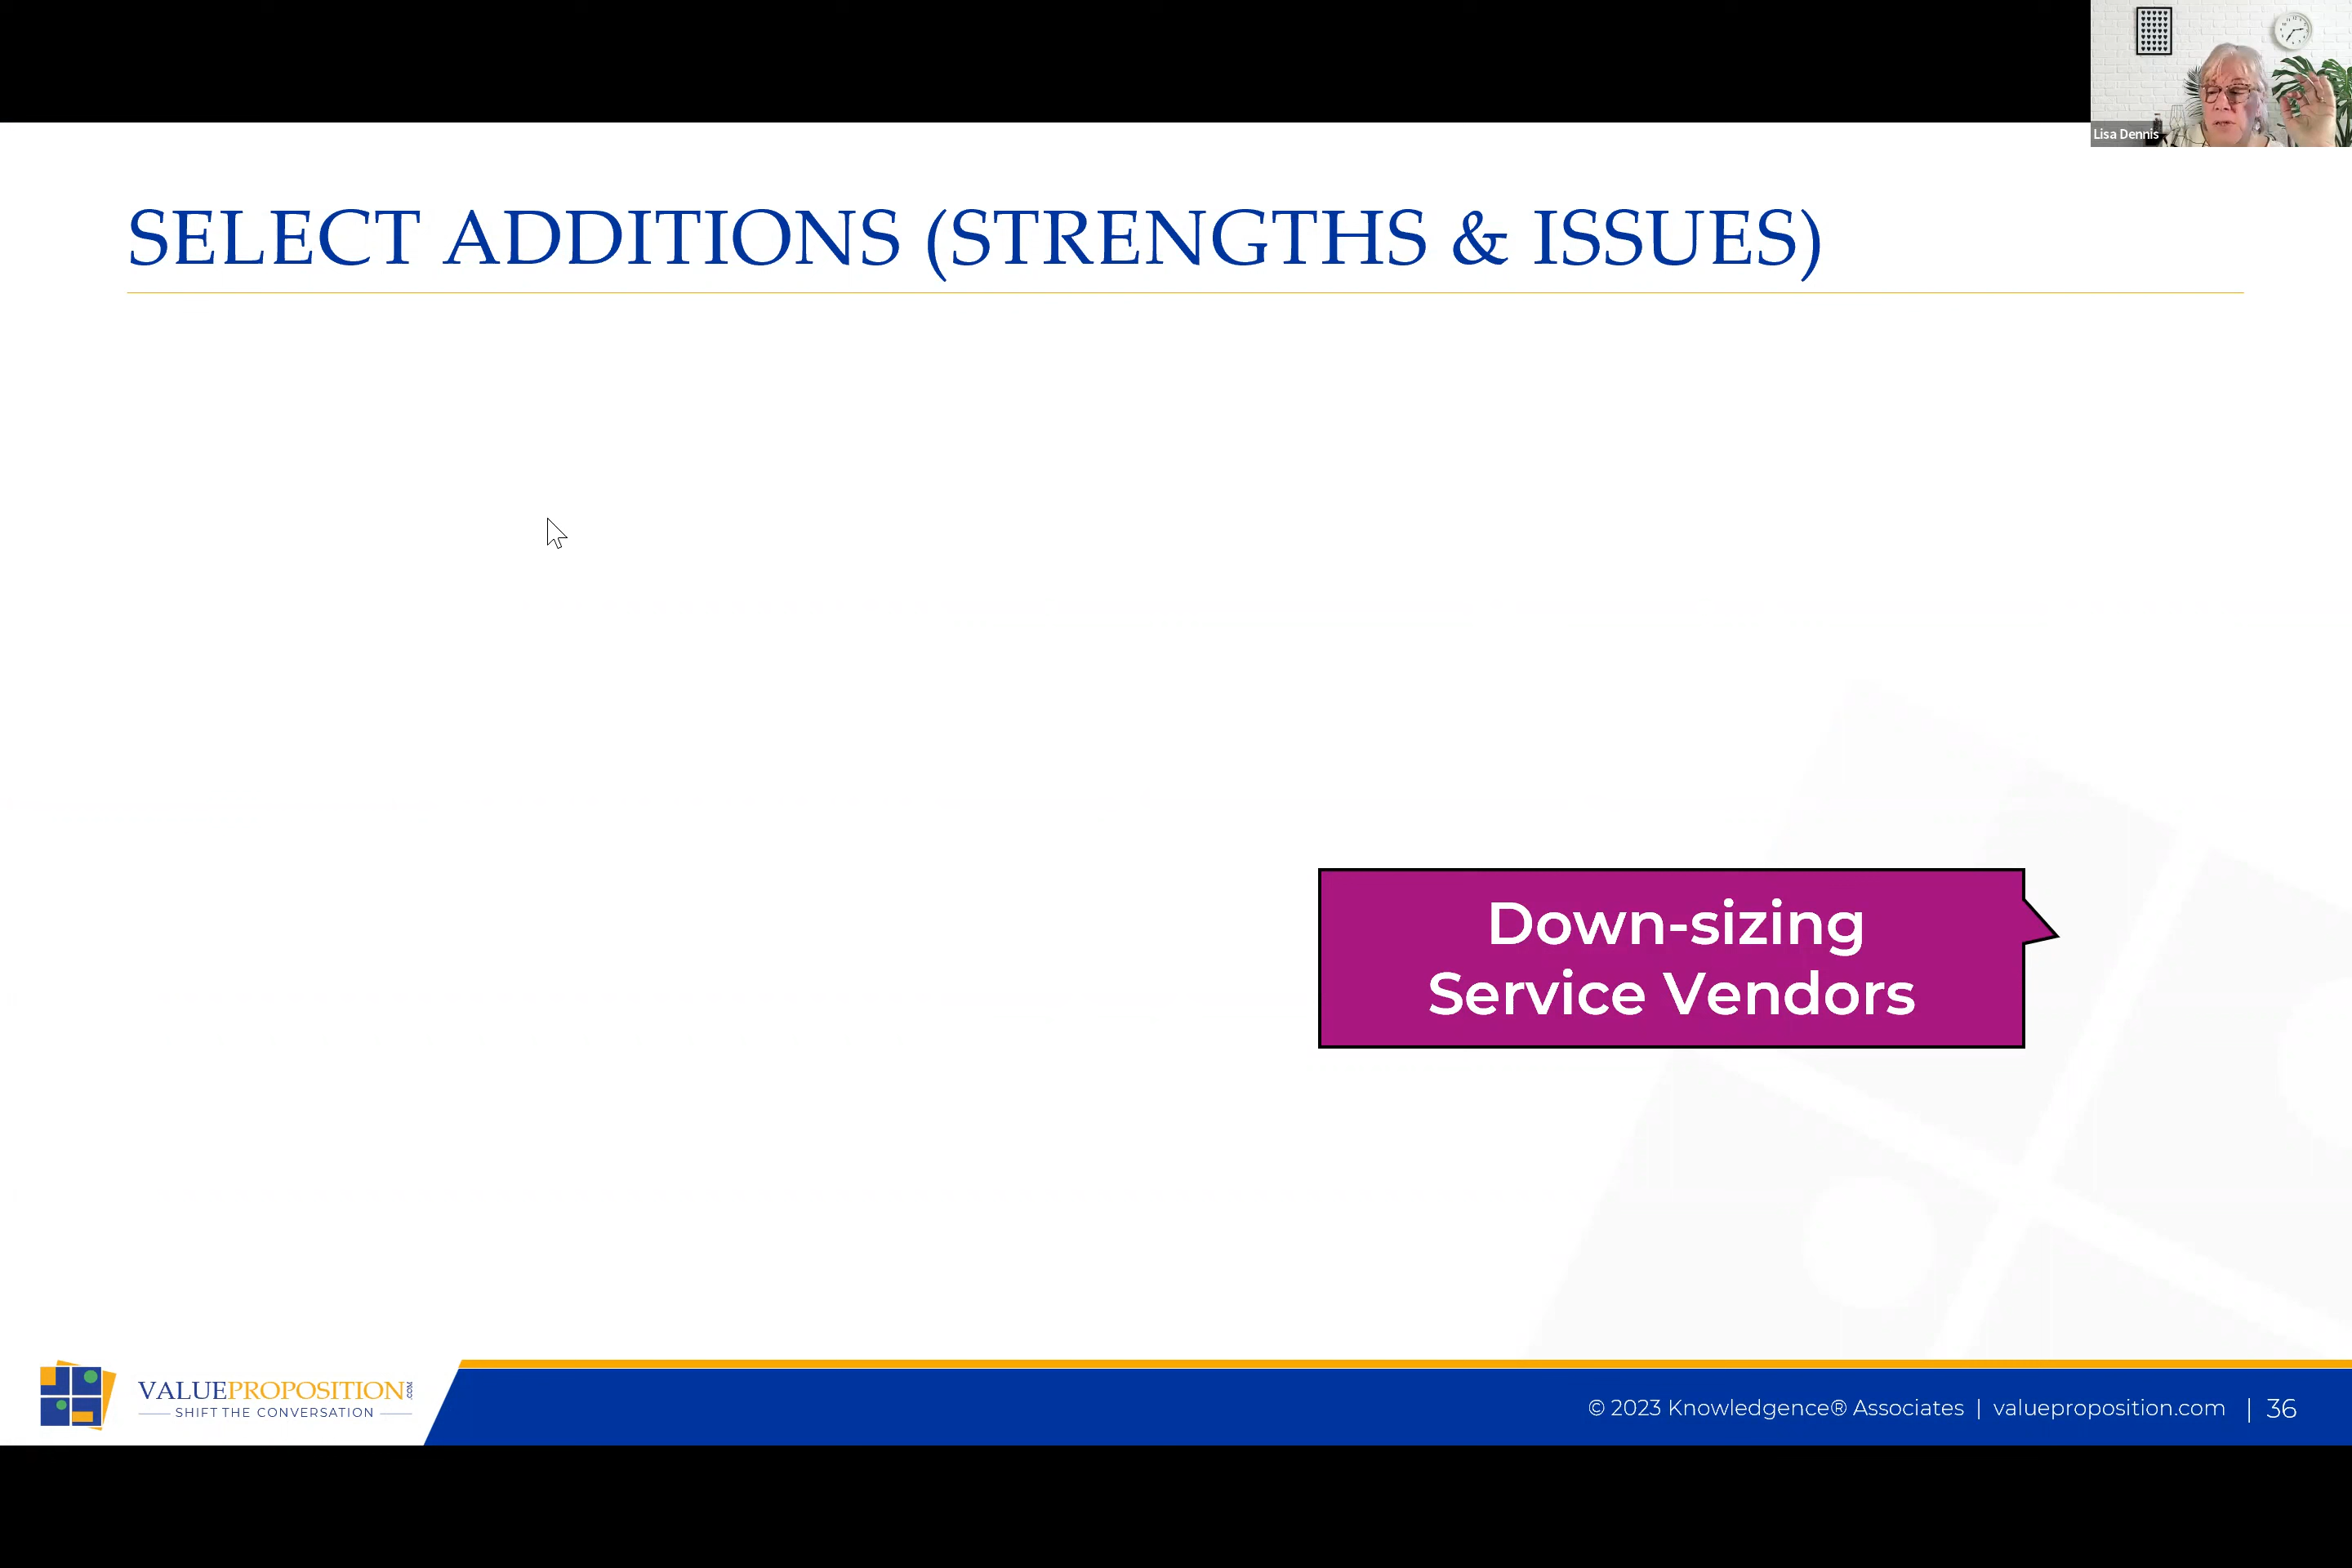 Lisa Dennis
SELECT ADDITIONS (STRENGTHS & ISSUES)
Down-sizing
Service Vendors
VALUEPROPOSITION.COM
SHIFT THE CONVERSATION
© 2023 Knowledgence® Associates | valueproposition.com | 36